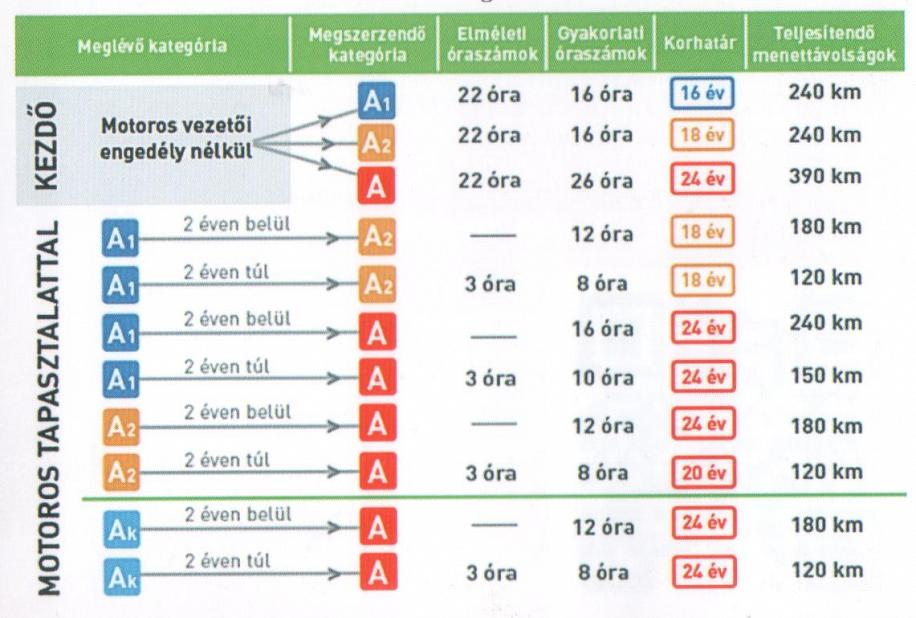 Meglévő kategória Megszerzendő kategória Elméleti óraszámok Gyakorlati óraszámok Korhatár Teljesítendő menettávolságok
KEZDŐ
Motoros vezetői engedély nélkül
A1 22 óra 16 óra 16 év 240 km
A2 22 óra 16 óra 18 év 240 km
A 22 óra 26 óra 24 év 390 km
MOTOROS TAPASZTALATTAL
A1 2 éven belül A2 — 12 óra 18 év 180 km
A1 2 éven túl A2 3 óra 8 óra 18 év 120 km
A1 2 éven belül A — 16 óra 24 év 240 km
A1 2 éven túl A 3 óra 10 óra 24 év 150 km
A2 2 éven belül A — 12 óra 24 év 180 km
A2 2 éven túl A 3 óra 8 óra 20 év 120 km
Ak 2 éven belül A — 12 óra 24 év 180 km
Ak 2 éven túl A 3 óra 8 óra 24 év 120 km